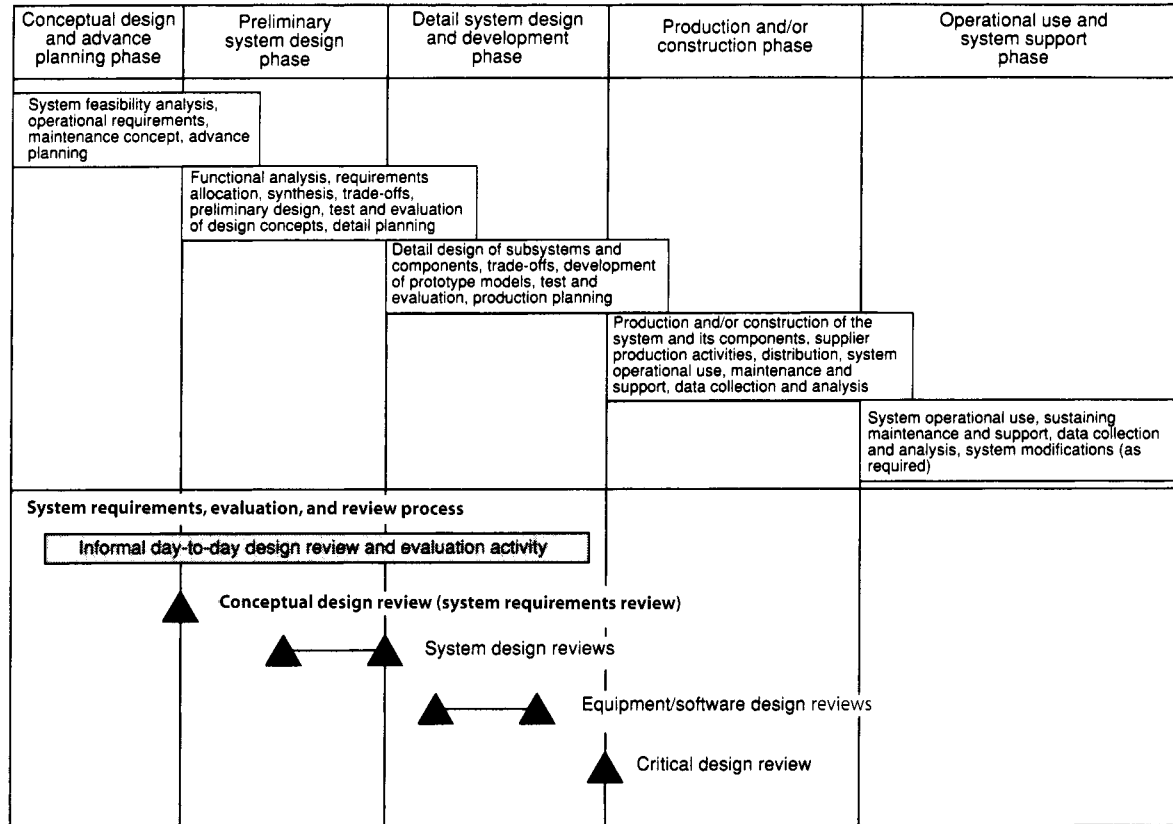 Conceptual design
and advance
planning phase
Preliminary
system design
phase
Detail system design
and development
phase
Production and/or
construction phase
Operational use and
system support
phase
System feasibility analysis,
operational requirements,
maintenance concept, advance
planning
Functional analysis, requirements
allocation, synthesis, trade-offs,
preliminary design, test and evaluation
of design concepts, detail planning
Detail design of subsystems and
components, trade-offs, development
of prototype models, test and
evaluation, production planning
Production and/or construction of the
system and its components, supplier
production activities, distribution, system
operational use, maintenance and
support, data collection and analysis
System operational use, sustaining
maintenance and support, data collection
and analysis, system modifications (as
required)
System requirements, evaluation, and review process
Informal day-to-day design review and evaluation activity
Conceptual design review (system requirements review)
System design reviews
Equipment/software design reviews
Critical design review